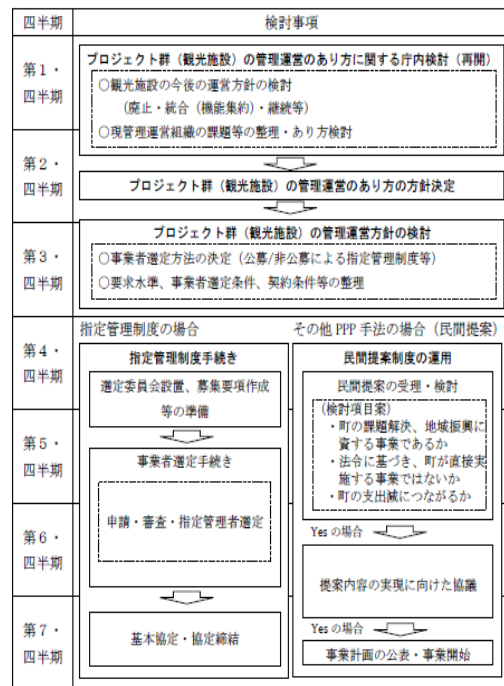 四半期
検討事項
第1・
四半期
プロジェクト群（観光施設）の管理運営のあり方に関する庁内検討（再開）
○観光施設の今後の運営方針の検討
（廃止・統合（機能集約）・継続等）
○現管理運営組織の課題等の整理・あり方検討
第2・
四半期
プロジェクト群（観光施設）の管理運営のあり方の方針決定
第3・
四半期
プロジェクト群（観光施設）の管理運営方針の検討
○事業者選定方法の決定（公募/非公募による指定管理制度等）
○要求水準、事業者選定条件、契約条件等の整理
第4・
四半期
第5・
四半期
第6・
四半期
第7・
四半期
指定管理制度の場合
指定管理制度手続き
選定委員会設置、募集要項作成
等の準備
事業者選定手続き
申請・審査・指定管理者選定
基本協定・協定締結
その他 PPP 手法の場合（民間提案）
民間提案制度の運用
民間提案の受理・検討
(検討項目案)
・町の課題解決、地域振興に
資する事業であるか
・法令に基づき、町が直接実
施する事業ではないか
・町の支出減につながるか
Yes の場合
提案内容の実現に向けた協議
Yes の場合
事業計画の公表・事業開始